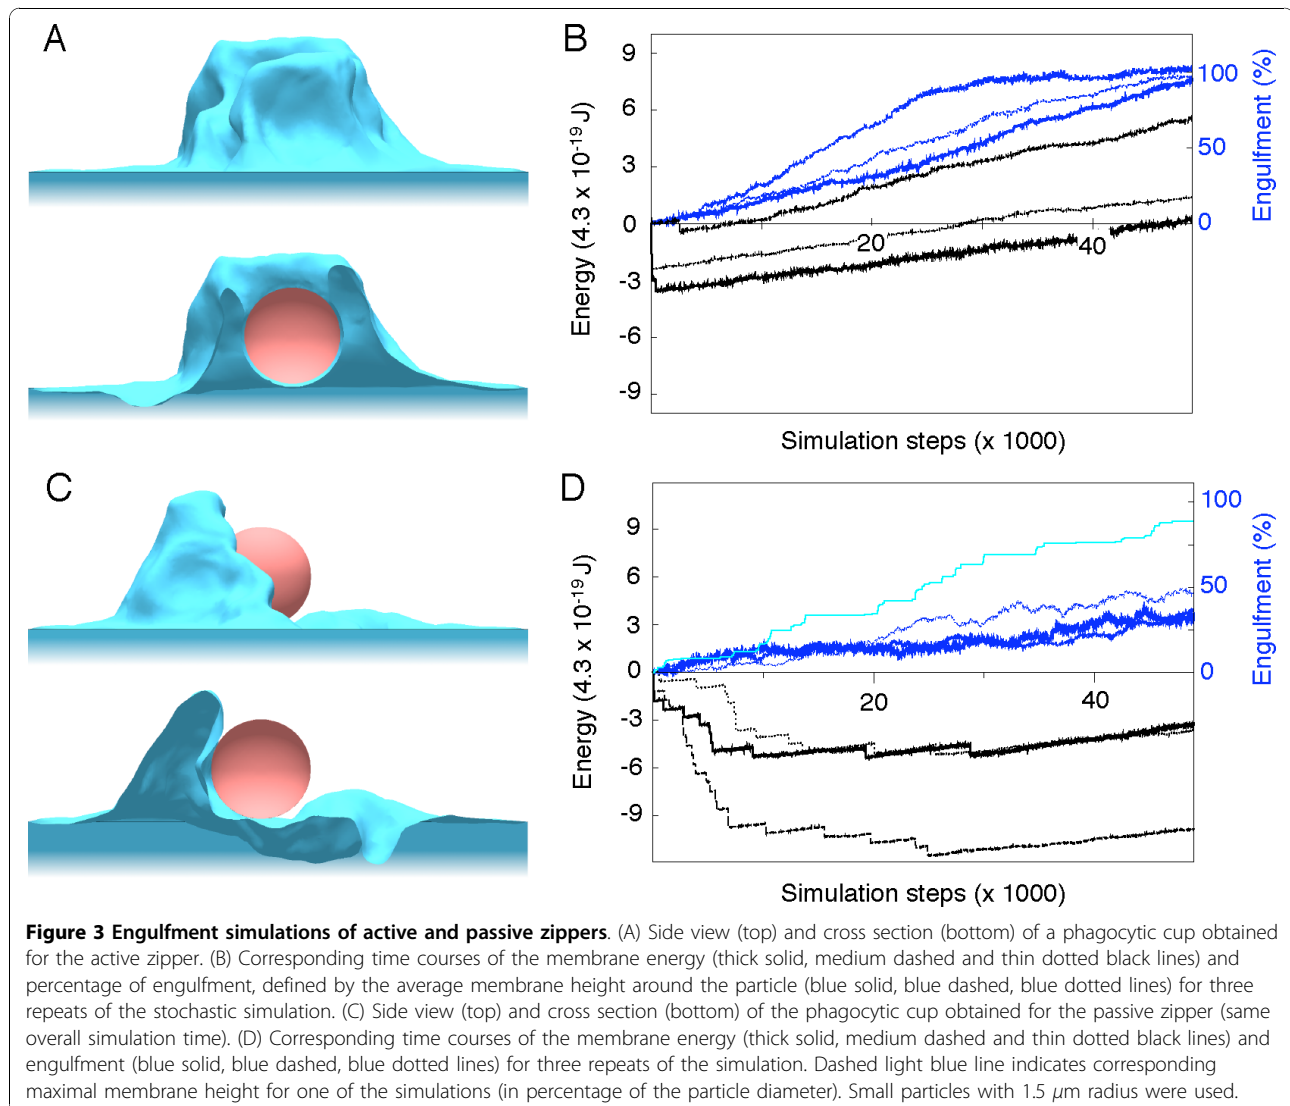 A
B
9
6
3
0
-3
-6
-9
Energy (4.3 x 10-19 J)
20
40
100
50
0
Engulfment (%)
Simulation steps (x 1000)
C
D
9
6
3
0
-3
-6
-9
Energy (4.3 x 10-19 J)
20
40
100
50
0
Engulfment (%)
Simulation steps (x 1000)
Figure 3 Engulfment simulations of active and passive zippers. (A) Side view (top) and cross section (bottom) of a phagocytic cup obtained
for the active zipper. (B) Corresponding time courses of the membrane energy (thick solid, medium dashed and thin dotted black lines) and
percentage of engulfment, defined by the average membrane height around the particle (blue solid, blue dashed, blue dotted lines) for three
repeats of the stochastic simulation. (C) Side view (top) and cross section (bottom) of the phagocytic cup obtained for the passive zipper (same
overall simulation time). (D) Corresponding time courses of the membrane energy (thick solid, medium dashed and thin dotted black lines) and
engulfment (blue solid, blue dashed, blue dotted lines) for three repeats of the simulation. Dashed light blue line indicates corresponding
maximal membrane height for one of the simulations (in percentage of the particle diameter). Small particles with 1.5 μm radius were used.